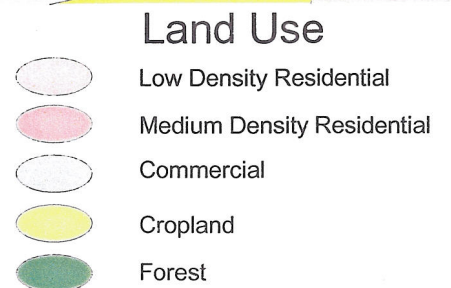 Land Use
Low Density Residential
Medium Density Residential
Commercial
Cropland
Forest